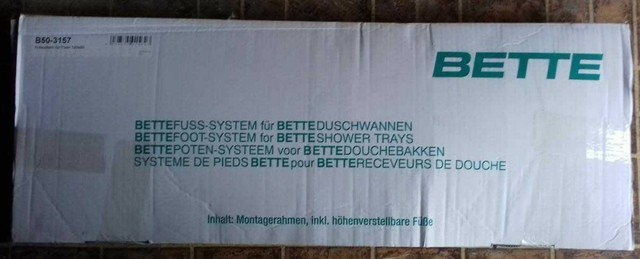 B50-3157
BETTE
BETTEFUSS-SYSTEM für BETTEDUSCHWANNEN
BETTEFOOT-SYSTEM for BETTESHOWER TRAYS
BETTEPOTEN-SYSTEEM voor BETTEDOUCHEBAKKEN
SYSTEME DE PIEDS BETTE pour BETTERECEVEURS DE DOUCHE
Inhalt: Montagerahmen, inkl. höhenverstellbare Füße